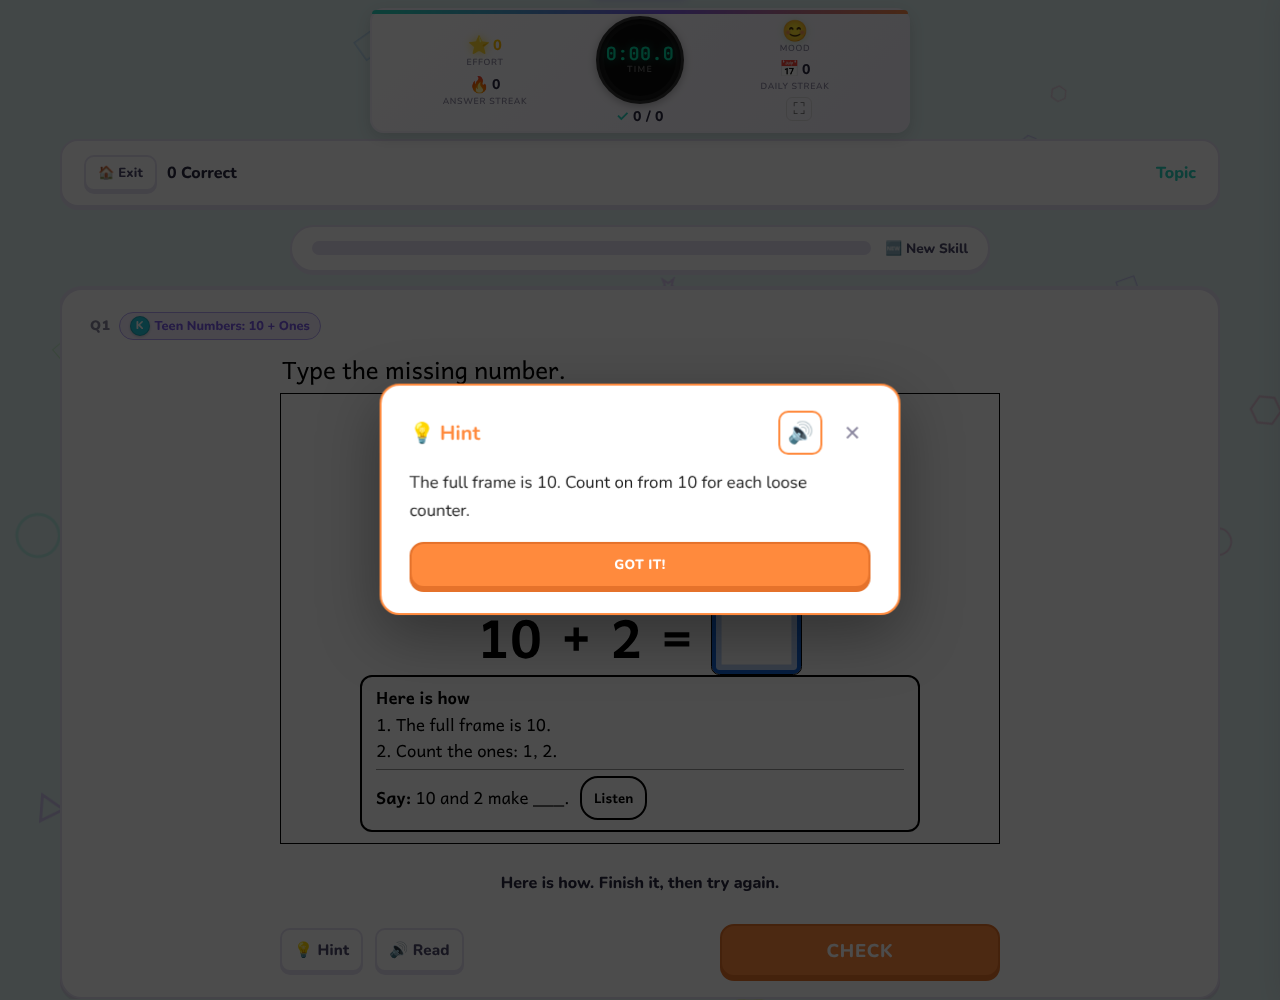 ⭐ 0
EFFORT
🔥 0
ANSWER STREAK
0:00.0
TIME
✓ 0 / 0
😊
MOOD
📅 0
DAILY STREAK
🏠 Exit
0 Correct
Topic
🆕 New Skill
Q1
K Teen Numbers: 10 + Ones
Type the missing number.
💡 Hint
🔊 ×
The full frame is 10. Count on from 10 for each loose
counter.
GOT IT!
10 + 2 =
Here is how
1. The full frame is 10.
2. Count the ones: 1, 2.
Say: 10 and 2 make ___. Listen
Here is how. Finish it, then try again.
💡 Hint
🔊 Read
CHECK